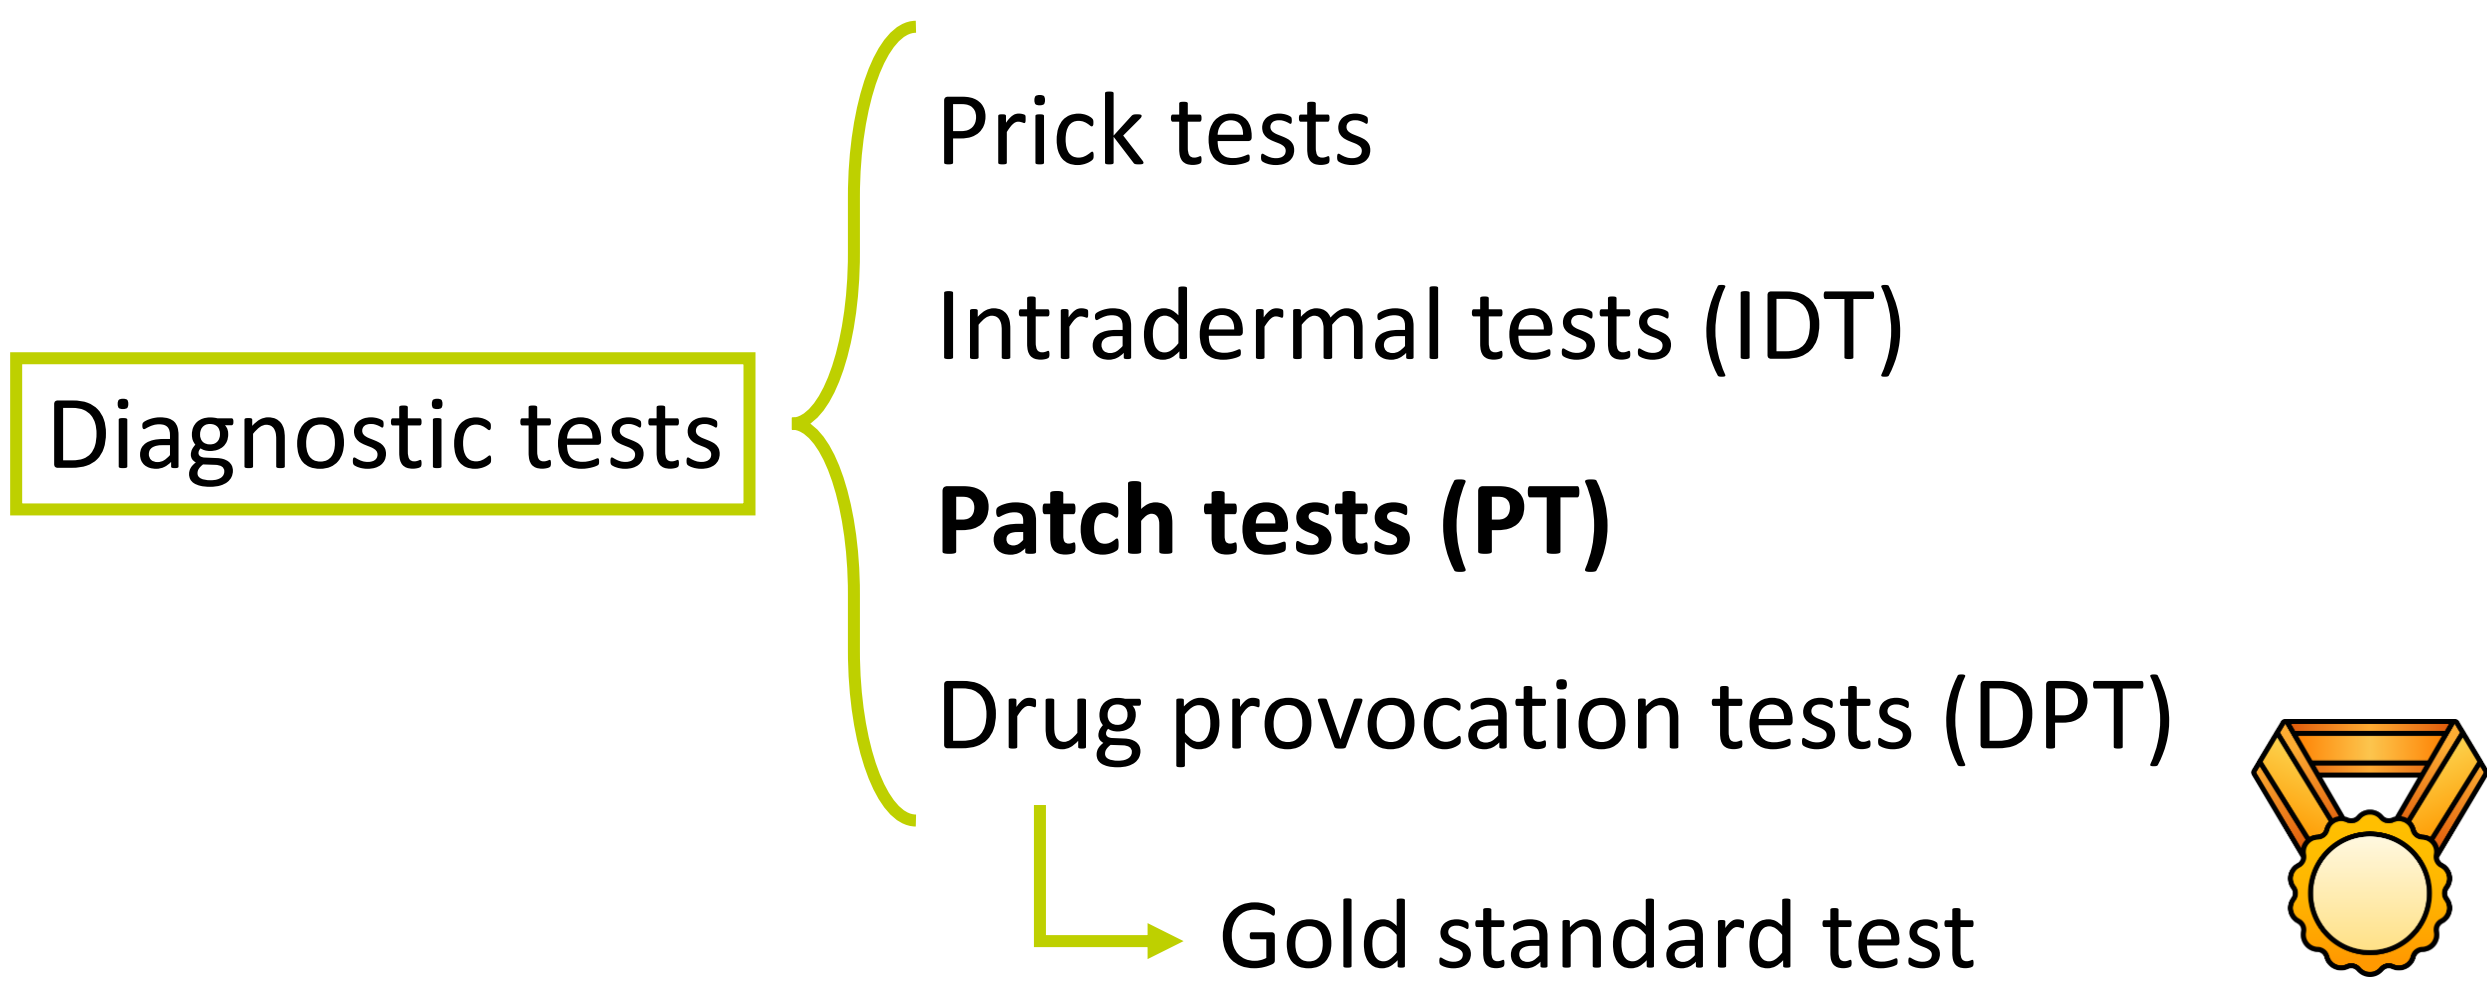 Prick tests
Intradermal tests (IDT)
Diagnostic tests
Patch tests (PT)
Drug provocation tests (DPT)
Gold standard test